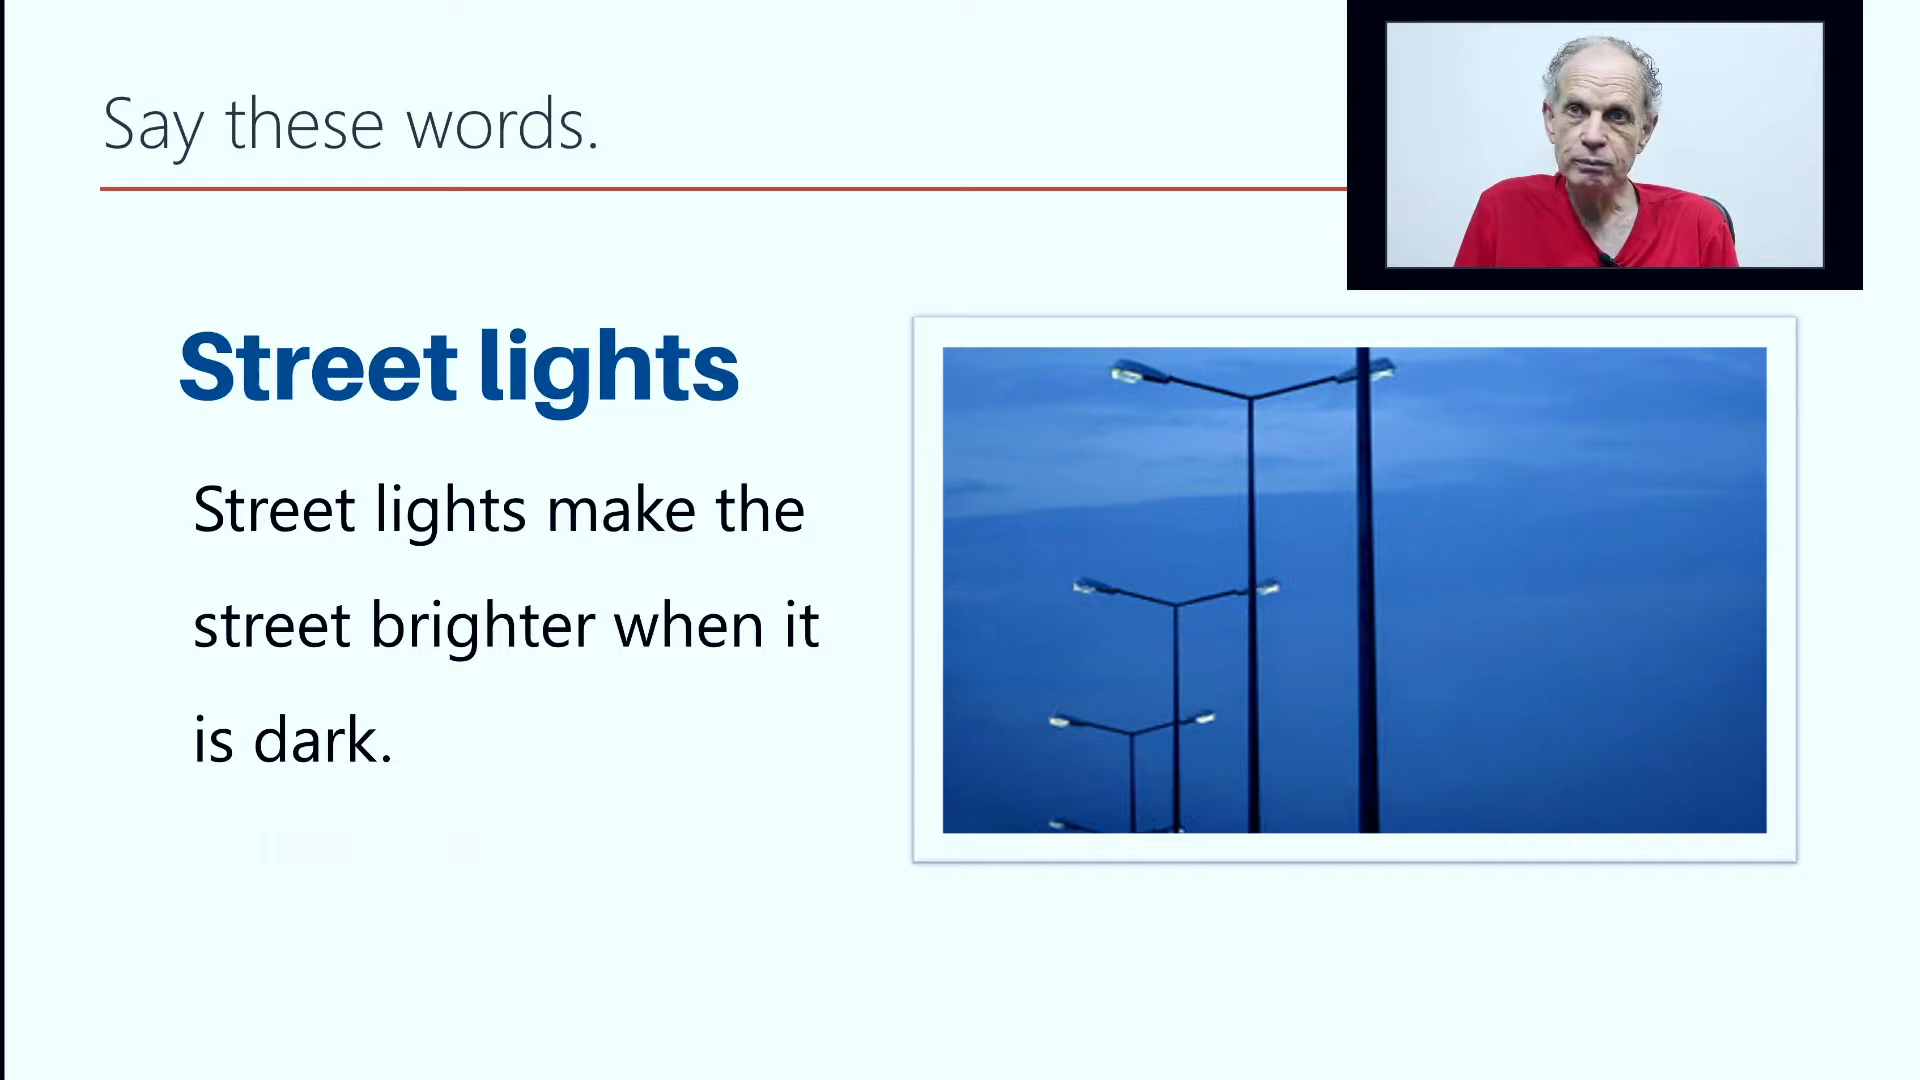 Say these words.
Street lights
Street lights make the
street brighter when it
is dark.